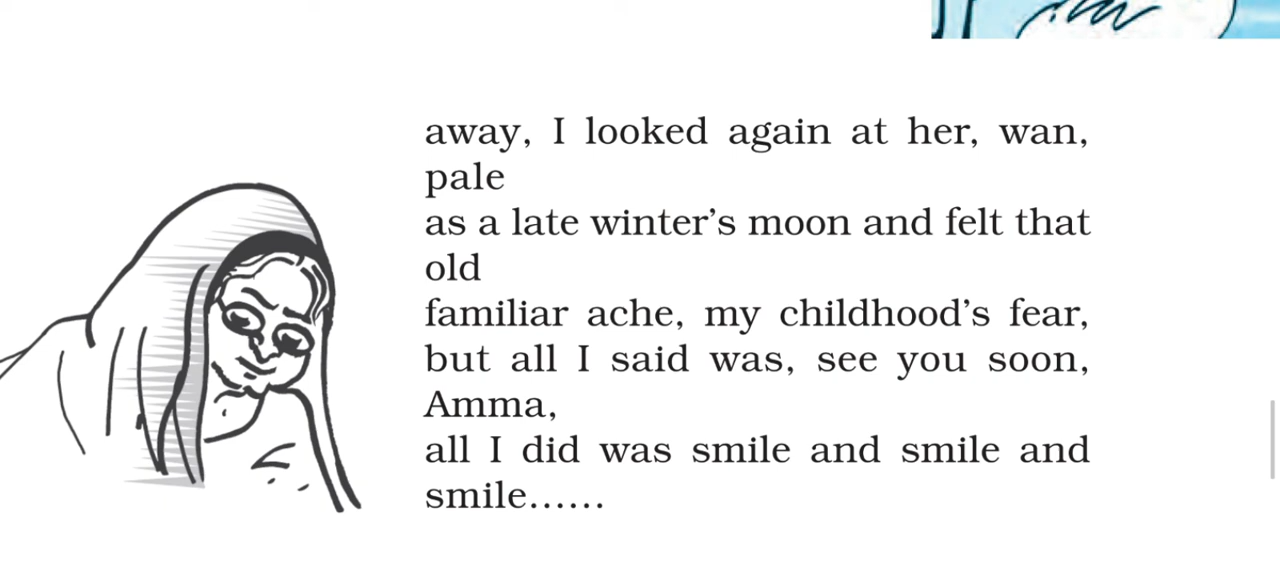 away, I looked again at her, wan,
pale
as a late winter’s moon and felt that
old
familiar ache, my childhood’s fear,
but all I said was, see you soon,
Amma,
all I did was smile and smile and
smile......